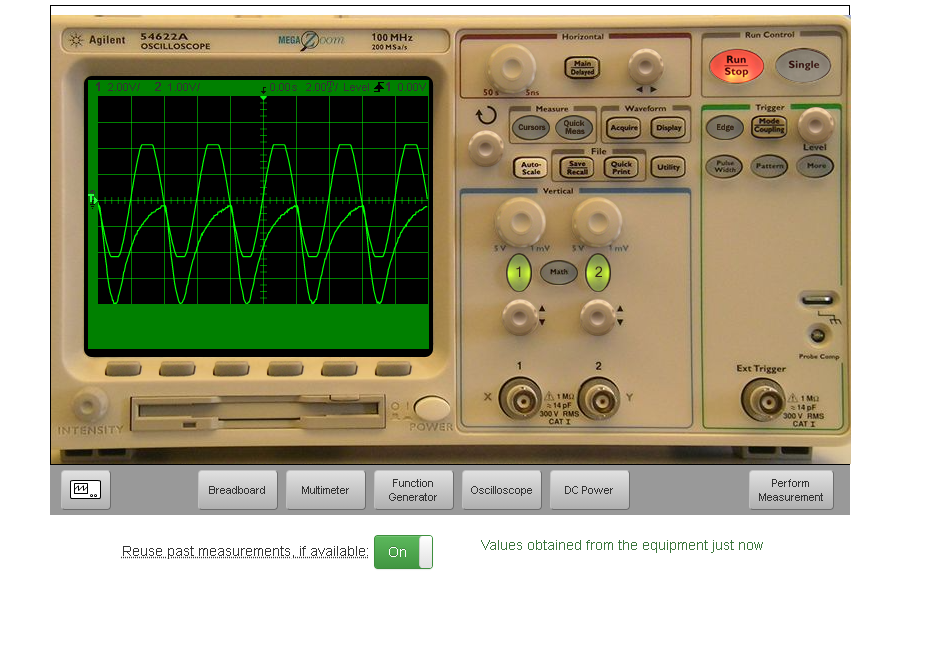 Agilent
54622A
OSCILLOSCOPE
MEGA Zoom
100 MHz
200 MSa/s
1 2.00V/ 2 1.00V/ 0.00s Level 1 0.00V
INTENSITY
POWER
Horizontal
Main
Delayed
50 s 5ns
Run Control
Run
Stop
Single
Measure
Cursors
Quick
Meas
Waveform
Acquire
Display
File
Auto-
Scale
Save
Recall
Quick
Print
Utility
Trigger
Edge
Mode
Coupling
Level
Pulse
Width
Pattern
More
Vertical
5 V 1 mV
5 V 1 mV
1
Math
2
1
2
X
1 MΩ
≈ 14 pF
300 V RMS
CAT I
Y
Probe Comp
Ext Trigger
1 MΩ
≈ 14 pF
300 V RMS
CAT I
Breadboard
Multimeter
Function
Generator
Oscilloscope
DC Power
Perform
Measurement
Reuse past measurements, if available:
On
Values obtained from the equipment just now